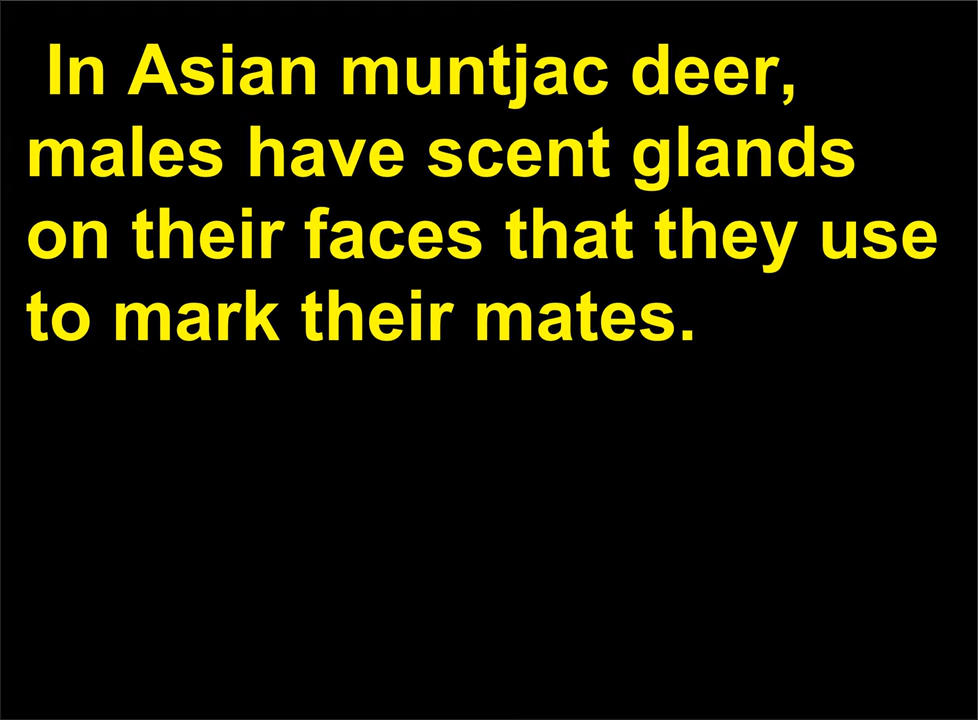 In Asian muntjac deer,
males have scent glands
on their faces that they use
to mark their mates.